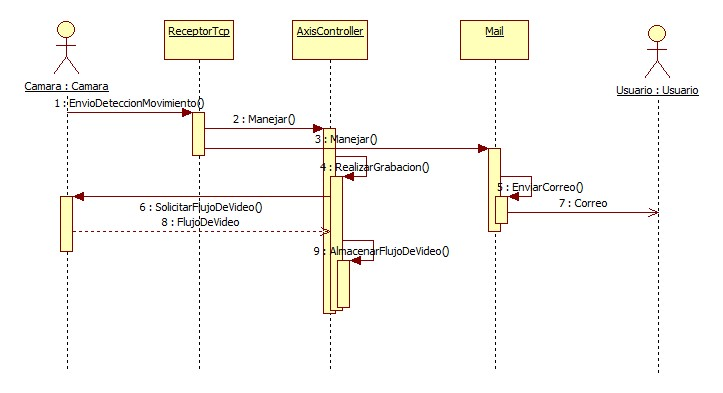 ReceptorTcp
AxisController
Mail
Camara : Camara
Usuario : Usuario
1 : EnvioDeteccionMovimiento()
2 : Manejar()
3 : Manejar()
4 : RealizarGrabacion()
5 : EnviarCorreo()
6 : SolicitarFlujoDeVideo()
7 : Correo
8 : FlujoDeVideo
9 : AlmacenarFlujoDeVideo()